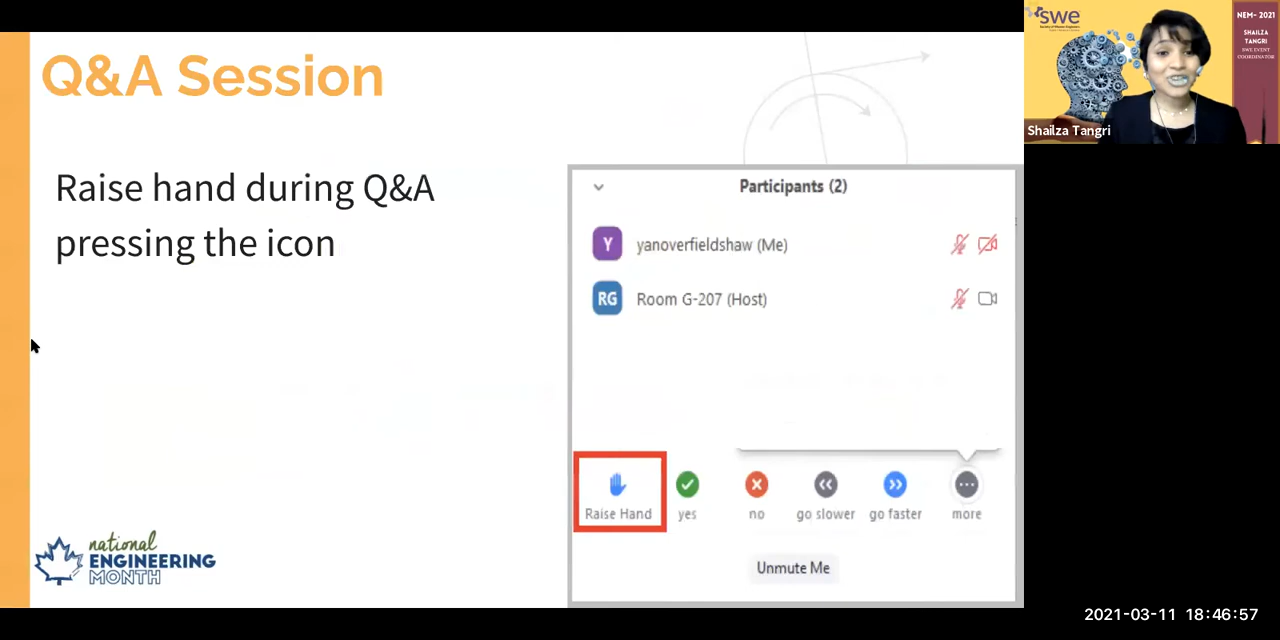 Q&A Session
Raise hand during Q&A
pressing the icon
Participants (2)
Y
yanoverfieldshaw (Me)
RG
Room G-207 (Host)
Raise Hand
yes
no
go slower
go faster
more
Unmute Me
national
ENGINEERING
MONTH
swe
NEM- 2021
SHAILZA
TANGRI
SWE EVENT
COORDINATOR
Shailza Tangri
2021-03-11 18:46:57